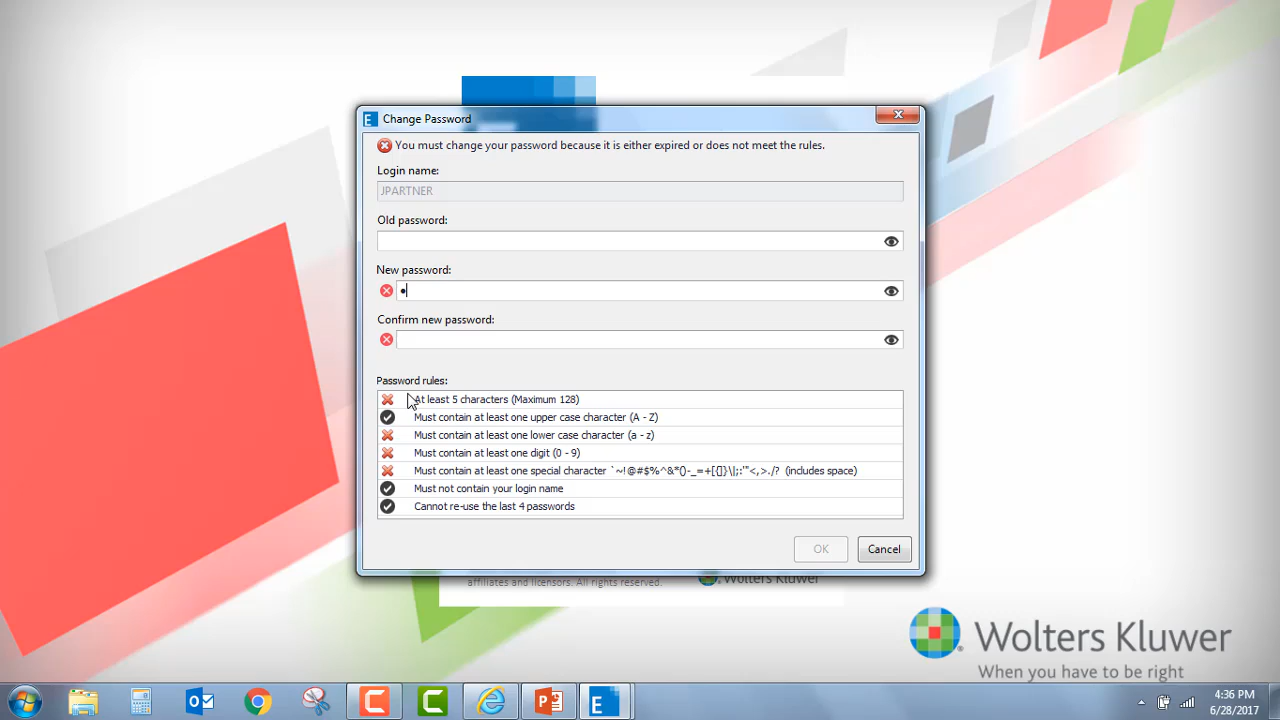 Change Password
You must change your password because it is either expired or does not meet the rules.
Login name:
JPARTNER
Old password:
New password:
Confirm new password:
Password rules:
At least 5 characters (Maximum 128)
Must contain at least one upper case character (A - Z)
Must contain at least one lower case character (a - z)
Must contain at least one digit (0 - 9)
Must contain at least one special character `~!@#$%^&*()-_=+[{]}\|;:'"<,>./? (includes space)
Must not contain your login name
Cannot re-use the last 4 passwords
OK
Cancel
affiliates and licensors. All rights reserved.
Wolters Kluwer
Wolters Kluwer
When you have to be right
4:36 PM
6/28/2017